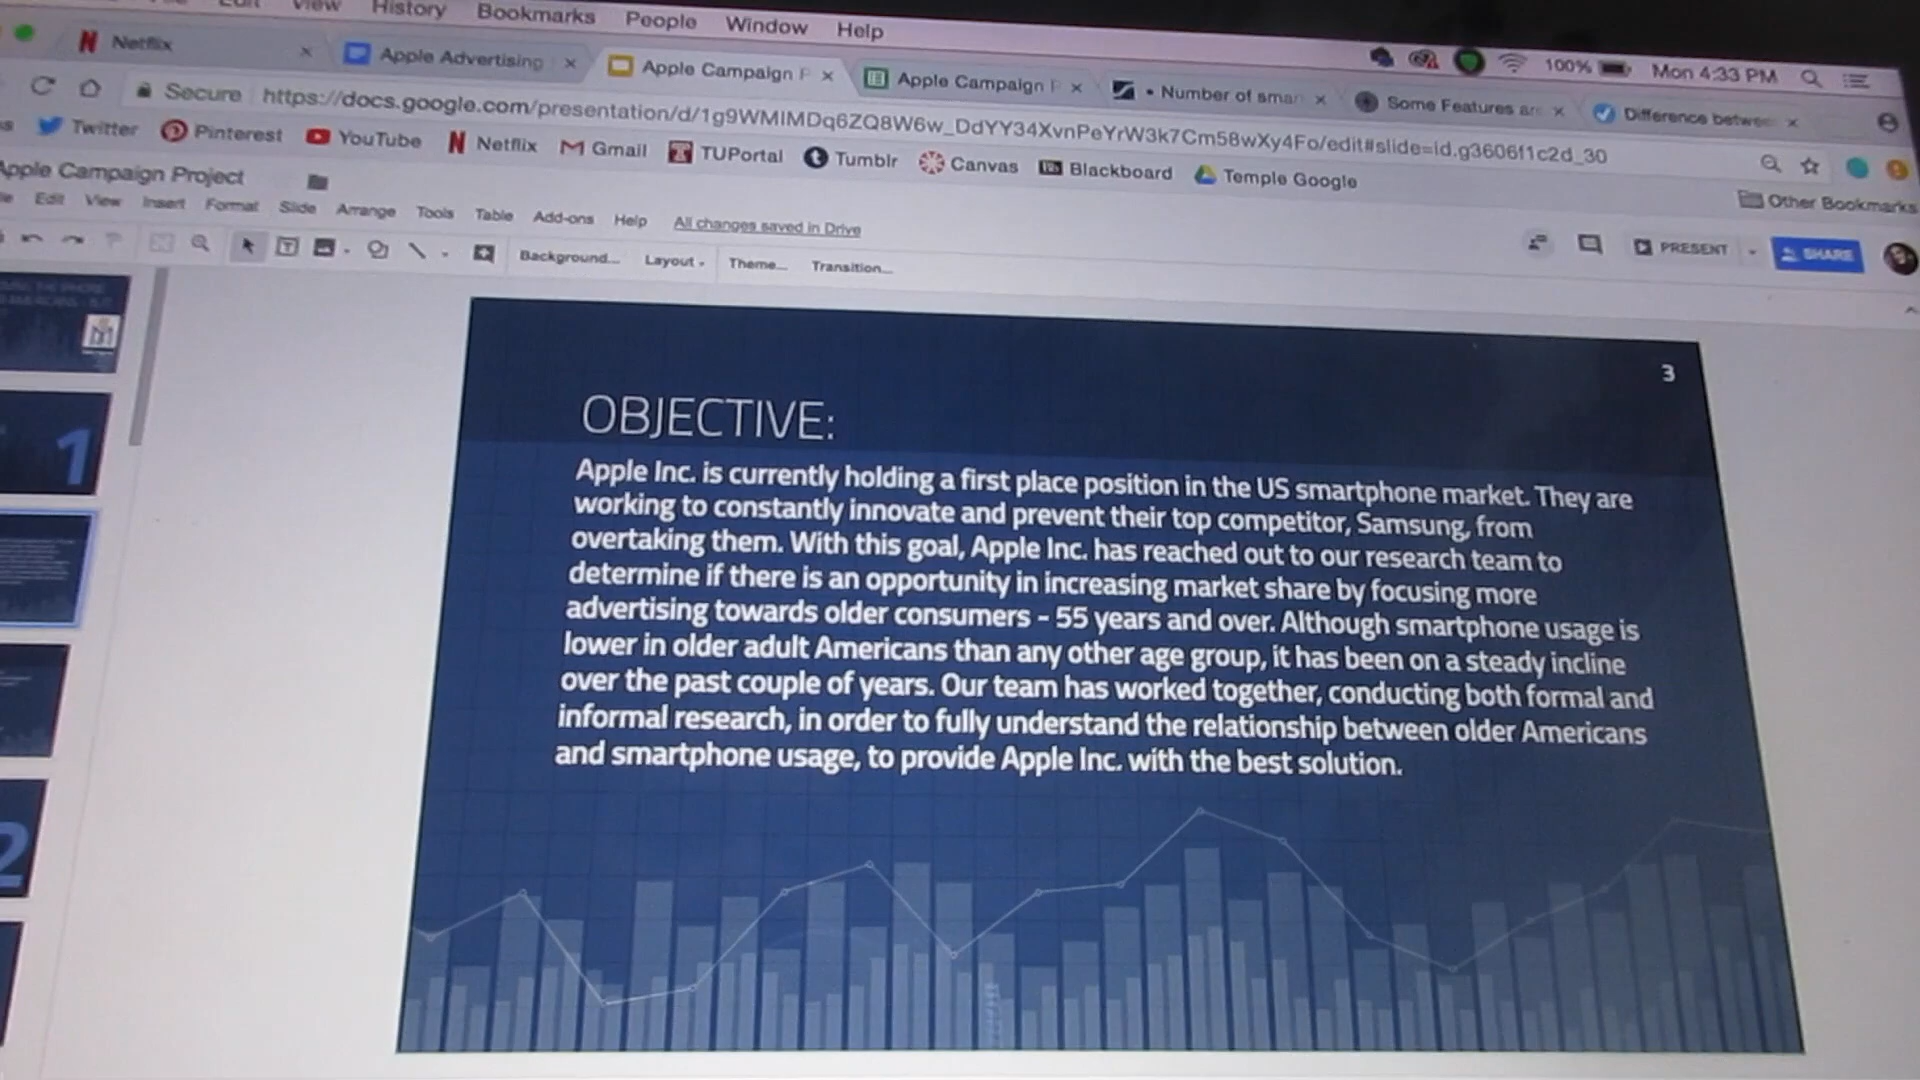 View History Bookmarks People Window Help
100% Mon 4:33 PM
Netflix
Apple Advertising
Apple Campaign P
Apple Campaign P
• Number of smar
Some Features are
Difference betwee
Secure https://docs.google.com/presentation/d/1g9WMIMDq6ZQ8W6w_DdYY34XvnPeYrW3k7Cm58wXy4Fo/edit#slide=id.g3606f1c2d_30
Twitter Pinterest YouTube Netflix Gmail TUPortal Tumblr Canvas Blackboard Temple Google
Other Bookmarks
Apple Campaign Project
Edit View Insert Format Slide Arrange Tools Table Add-ons Help All changes saved in Drive
Background... Layout Theme... Transition...
PRESENT SHARE
1
2
3
OBJECTIVE:
Apple Inc. is currently holding a first place position in the US smartphone market. They are
working to constantly innovate and prevent their top competitor, Samsung, from
overtaking them. With this goal, Apple Inc. has reached out to our research team to
determine if there is an opportunity in increasing market share by focusing more
advertising towards older consumers - 55 years and over. Although smartphone usage is
lower in older adult Americans than any other age group, it has been on a steady incline
over the past couple of years. Our team has worked together, conducting both formal and
informal research, in order to fully understand the relationship between older Americans
and smartphone usage, to provide Apple Inc. with the best solution.